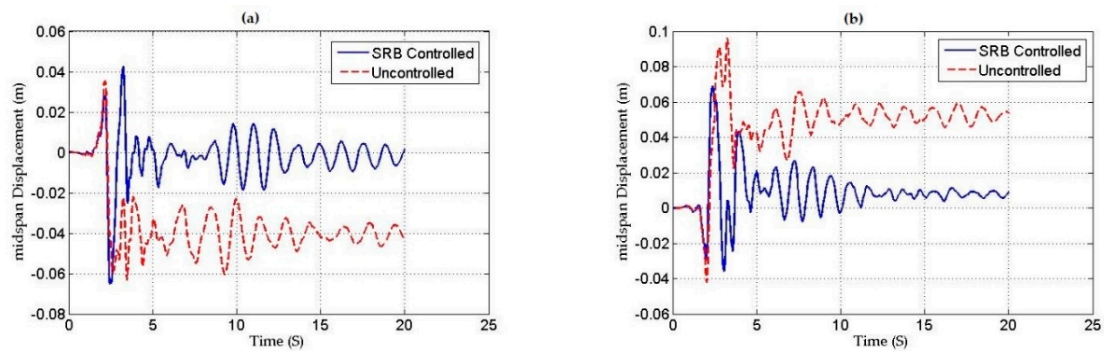 (a)
0.06
0.04
0.02
0
-0.02
-0.04
-0.06
-0.08
midspan Displacement (m)
SRB Controlled
Uncontrolled
0 5 10 15 20 25
Time (S)
(b)
0.1
0.08
0.06
0.04
0.02
0
-0.02
-0.04
-0.06
midspan Displacement (m)
SRB Controlled
Uncontrolled
0 5 10 15 20 25
Time (S)